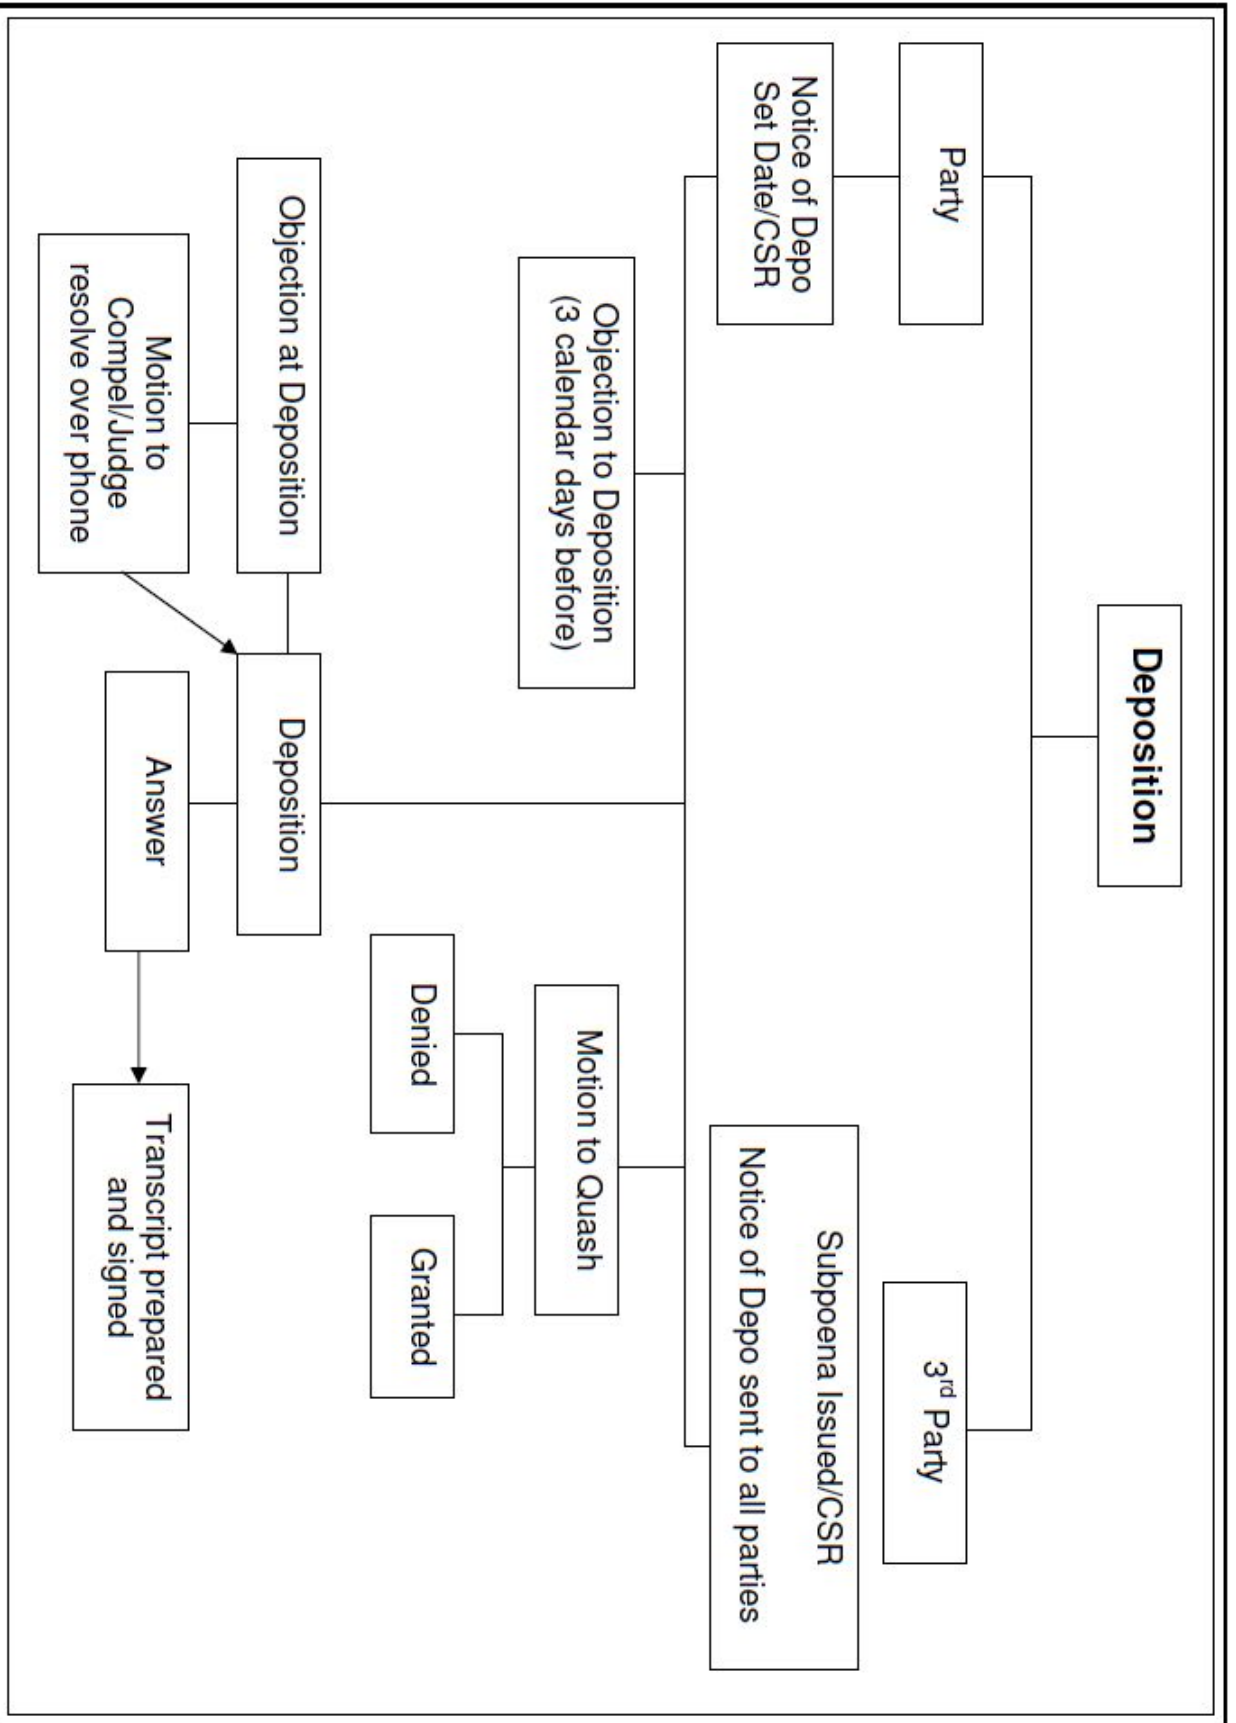 Deposition
Party
3rd Party
Notice of Depo
Set Date/CSR
Subpoena Issued/CSR
Notice of Depo sent to all parties
Objection to Deposition
(3 calendar days before)
Motion to Quash
Denied
Granted
Objection at Deposition
Deposition
Motion to
Compel/Judge
resolve over phone
Answer
Transcript prepared
and signed